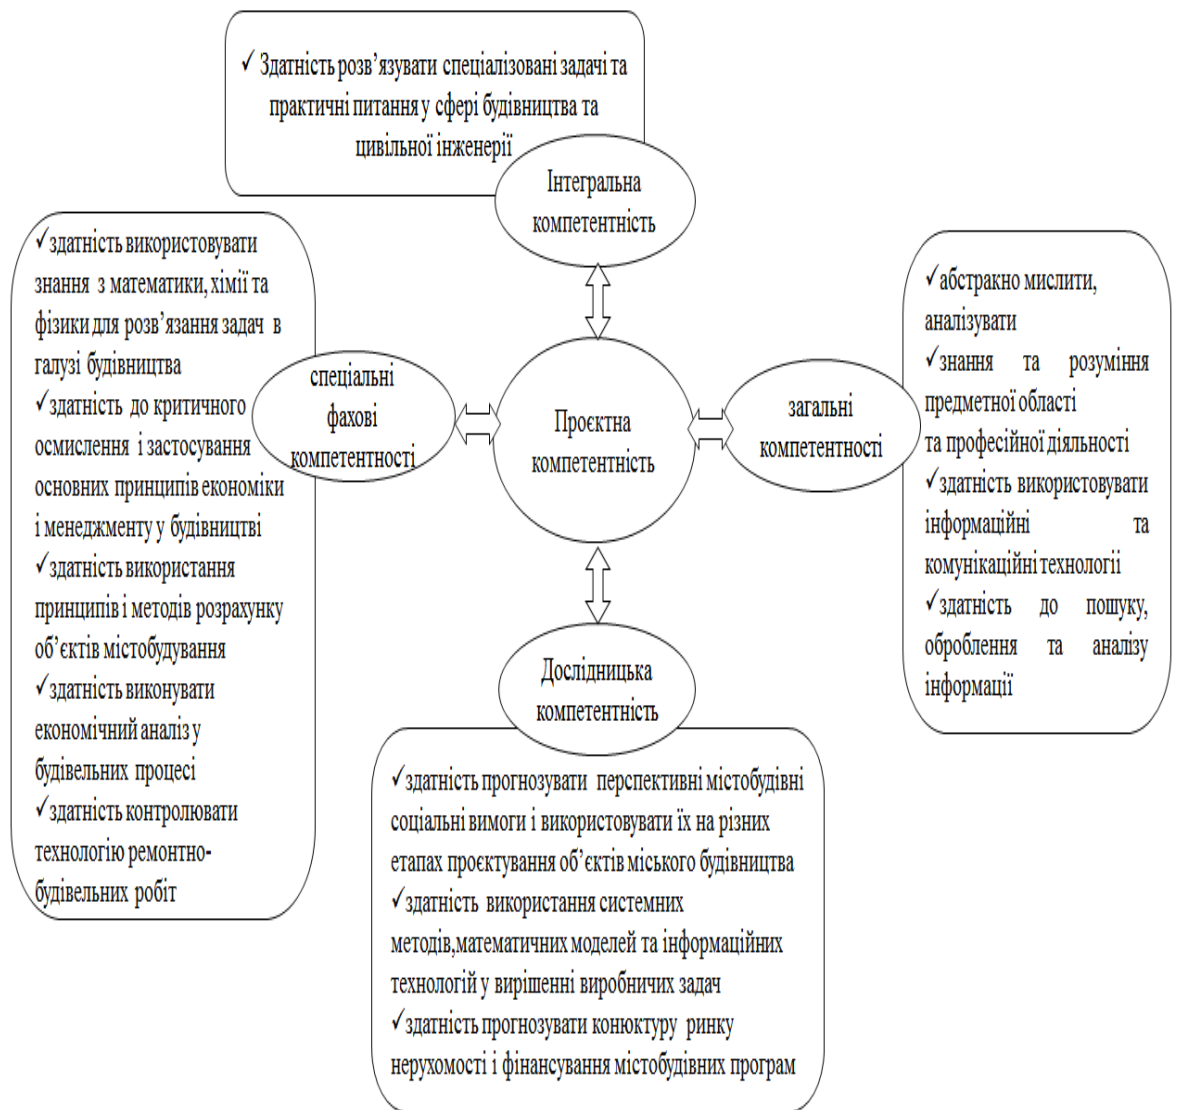 ✓ Здатність розв’язувати спеціалізовані задачі та
практичні питання у сфері будівництва та
цивільної інженерії
Інтегральна
компетентність
✓здатність використовувати
знання з математики, хімії та
фізики для розв’язання задач в
галузі будівництва
✓здатність до критичного
осмислення і застосування
основних принципів економіки
і менеджменту у будівництві
✓здатність використання
принципів і методів розрахунку
об’єктів містобудування
✓здатність виконувати
економічний аналіз у
будівельних процесі
✓здатність контролювати
технологію ремонтно-
будівельних робіт
спеціальні
фахові
компетентності
Проєктна
компетентність
загальні
компетентності
✓абстракно мислити,
аналізувати
✓знання та розуміння
предметної області
та професійної діяльності
✓здатність використовувати
інформаційні та
комунікаційні технологіі
✓здатність до пошуку,
оброблення та аналізу
інформації
Дослідницька
компетентність
✓здатність прогнозувати перспективні містобудівні
соціальні вимоги і використовувати їх на різних
етапах проєктування об’єктів міського будівництва
✓здатність використання системних
методів,математичних моделей та інформаційних
технологій у вирішенні виробничих задач
✓здатність прогнозувати конюктуру ринку
нерухомості і фінансування містобудівних програм